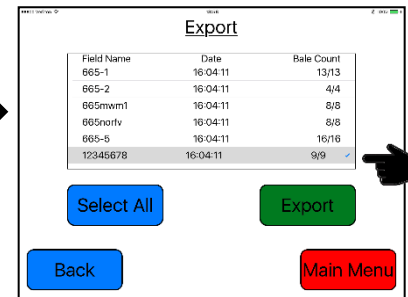 Export
Field Name Date Bale Count
665-1 16:04:11 13/13
665-2 16:04:11 4/4
665mwm1 16:04:11 8/8
665norfv 16:04:11 8/8
665-5 16:04:11 16/16
12345678 16:04:11 9/9
Select All Export
Back Main Menu